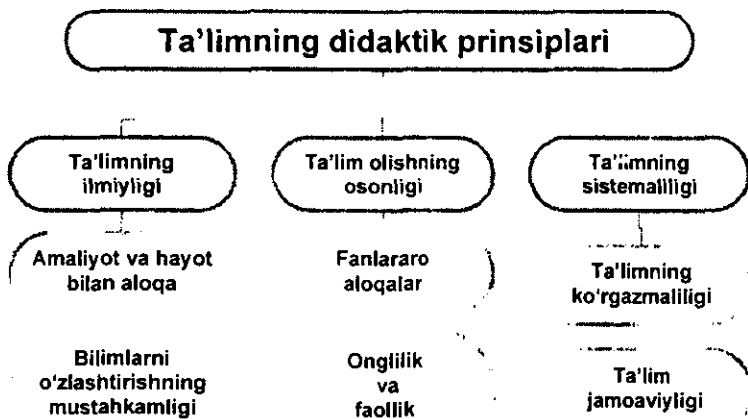 Ta'limning didaktik prinsplari
Ta'limning
ilmiyligi
Ta'lim olishning
osonligi
Ta'limning
sistemaliligi
Amaliyot va hayot
bilan aloqa
Fanlararo
aloqalar
Ta'limning
ko'rgazmaliligi
Bilimlarni
o'zlashtirishning
mustahkamligi
Onglilik
va
faollik
Ta'lim
jamoaviyligi